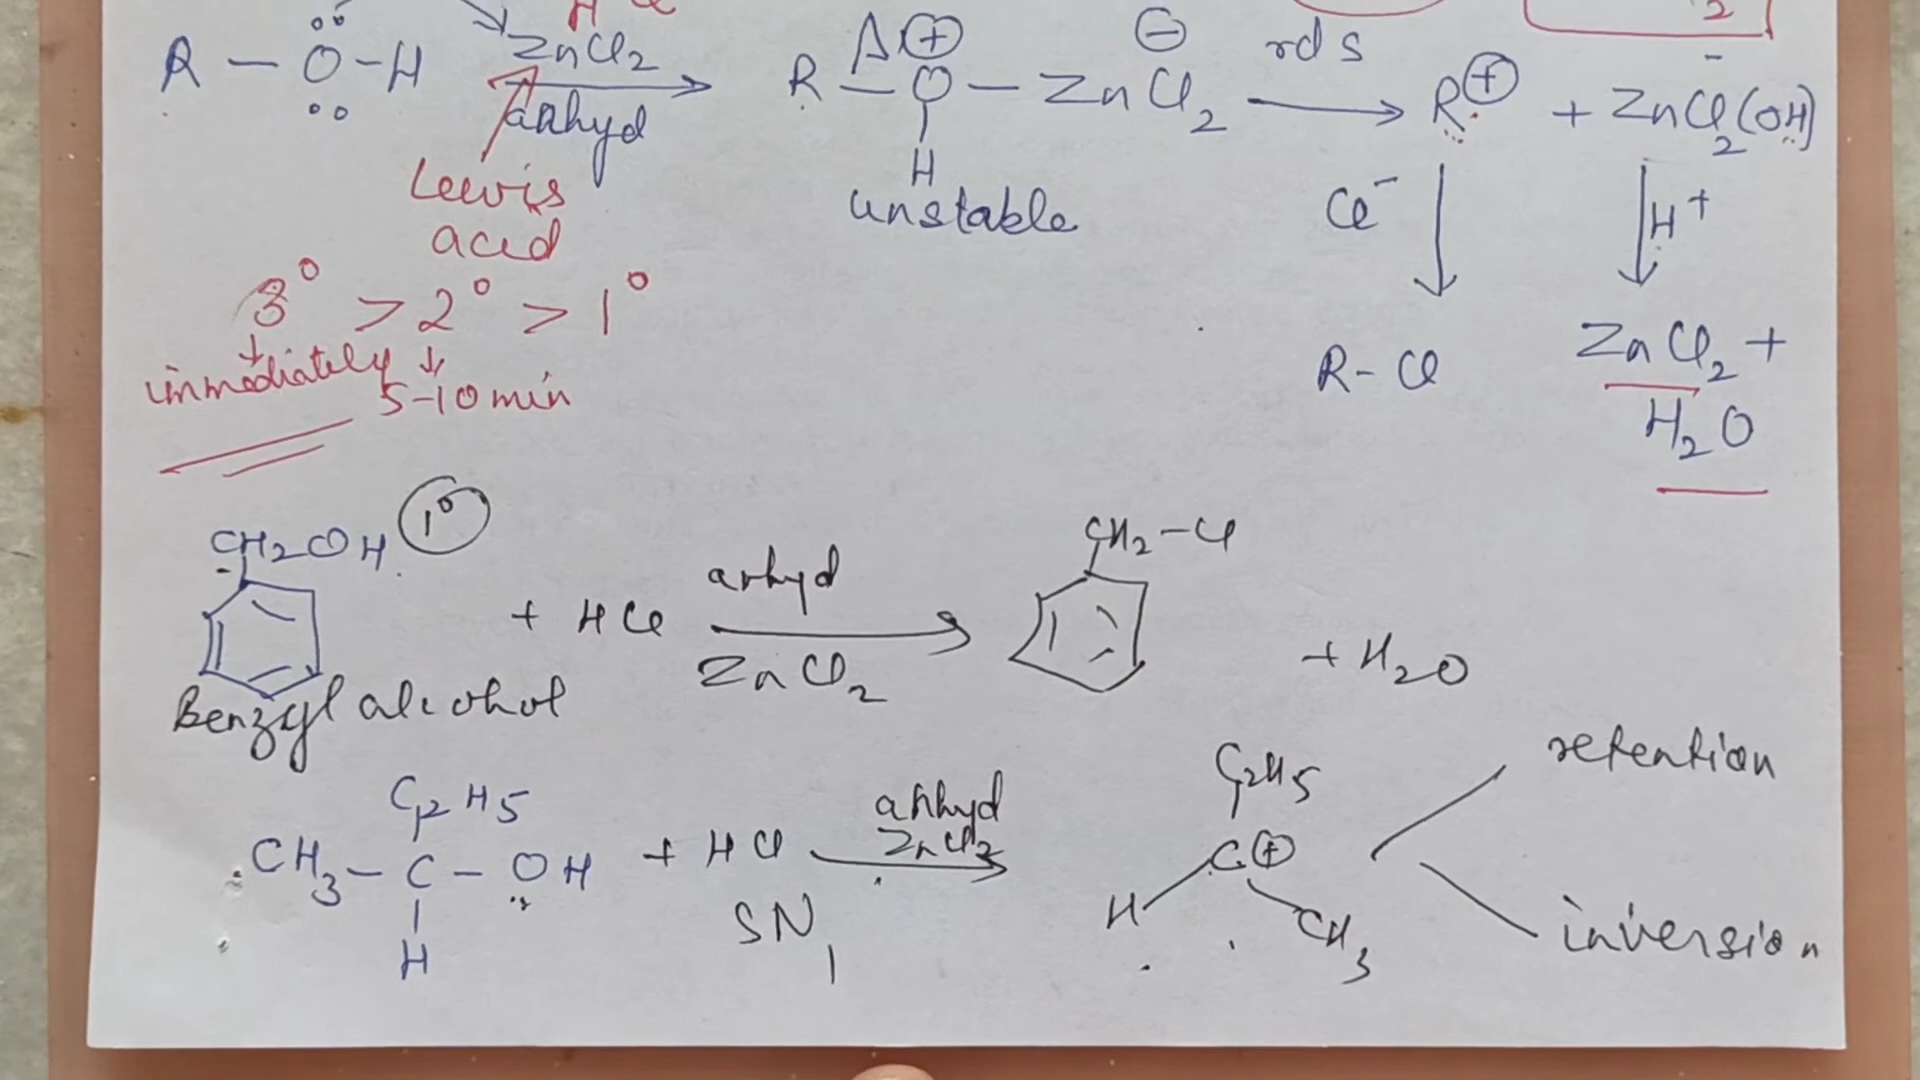 R - O - H ZnCl2 anhyd R - O⊕ - ZnCl2 ⊖ rds R⊕ + ZnCl2(OH)-
H
Lewis
acid
unstable
Cl- H+
3° > 2° > 1°
immediately 5-10 min
R - Cl ZnCl2 +
H2O
CH2OH 1°
+ HCl anhyd
ZnCl2
CH2-Cl
+ H2O
Benzyl alcohol
C2H5
CH3 - C - OH + HCl anhyd
ZnCl2
H
SN1
C2H5
C⊕
H CH3
retention
inversion